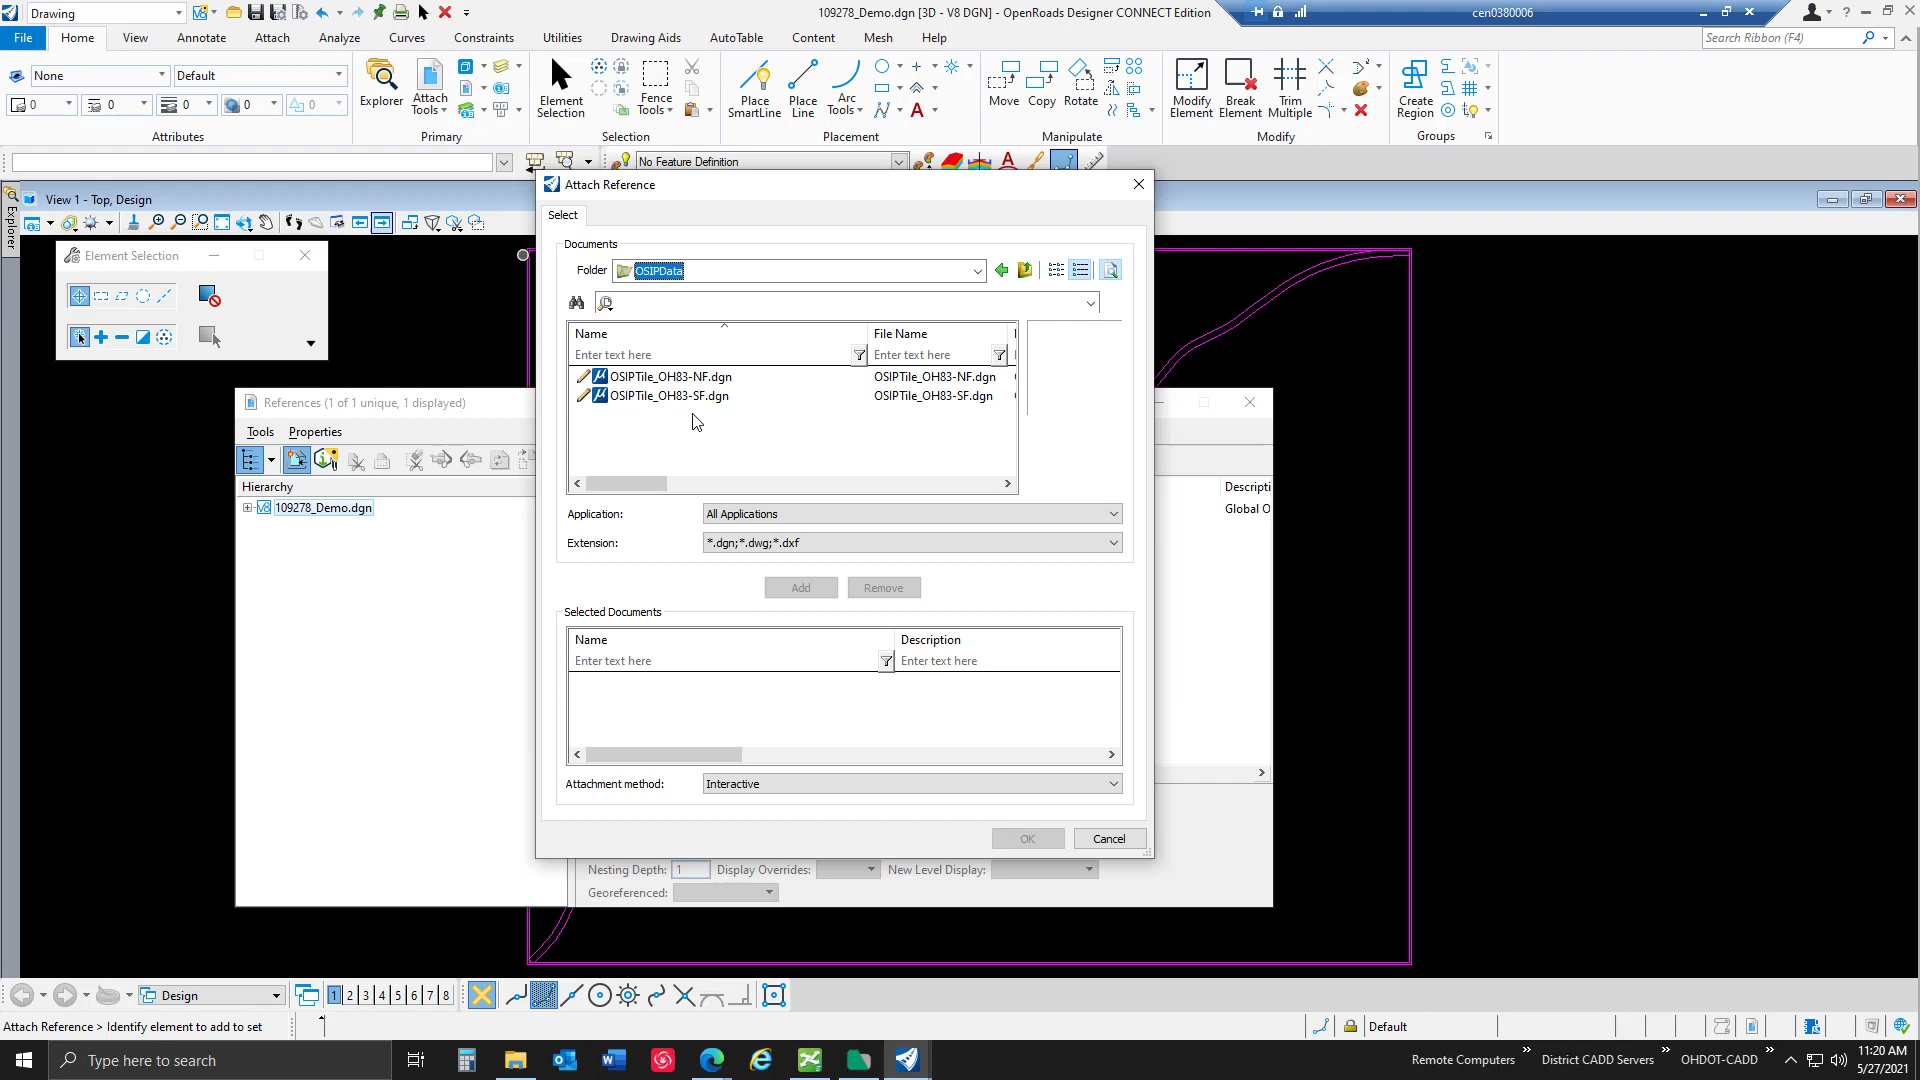 Drawing
109278_Demo.dgn [3D - V8 DGN] - OpenRoads Designer CONNECT Edition
cen0380006
File Home View Annotate Attach Analyze Curves Constraints Utilities Drawing Aids AutoTable Content Mesh Help
Search Ribbon (F4)
None
Default
0 0 0 0 0
Attributes
Explorer
Attach Tools
Primary
Element Selection
Fence Tools
Selection
Place SmartLine
Place Line
Arc Tools
Placement
Move Copy Rotate
Manipulate
Modify Element
Break Element
Trim Multiple
Modify
Create Region
Groups
No Feature Definition
Explorer
View 1 - Top, Design
Element Selection
Attach Reference
Select
Documents
Folder OSIPData
Name File Name
Enter text here Enter text here
OSIPTile_OH83-NF.dgn OSIPTile_OH83-NF.dgn
OSIPTile_OH83-SF.dgn OSIPTile_OH83-SF.dgn
Application: All Applications
Extension: *.dgn;*.dwg;*.dxf
Add Remove
Selected Documents
Name Description
Enter text here Enter text here
Attachment method: Interactive
OK Cancel
References (1 of 1 unique, 1 displayed)
Tools Properties
Hierarchy
109278_Demo.dgn
Descripti
Global O
Nesting Depth: 1 Display Overrides: New Level Display:
Georeferenced:
Design
1 2 3 4 5 6 7 8
Attach Reference > Identify element to add to set
Default
Type here to search
Remote Computers
District CADD Servers
OHDOT-CADD
11:20 AM
5/27/2021